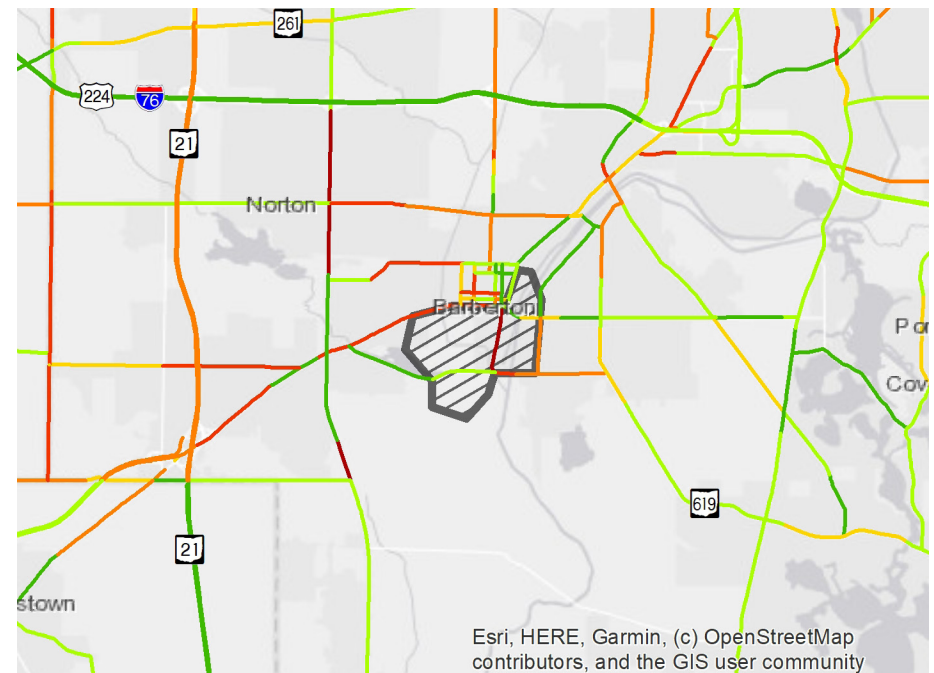 261
224
76
21
Norton
Barberton
Por
Cov
619
21
stown
Esri, HERE, Garmin, (c) OpenStreetMap
contributors, and the GIS user community